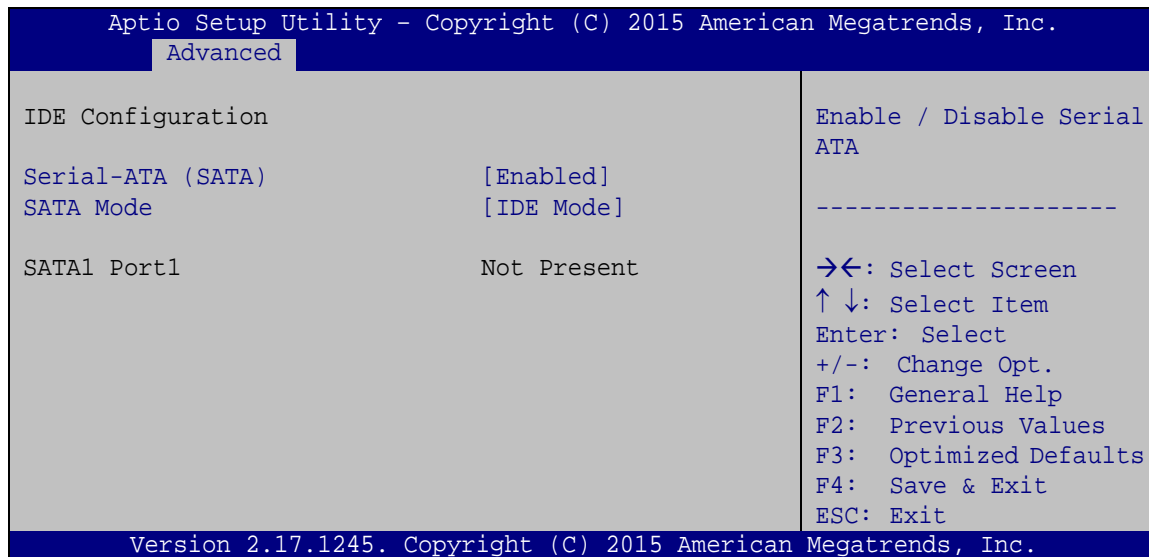 Aptio Setup Utility – Copyright (C) 2015 American Megatrends, Inc.
Advanced
IDE Configuration
Serial-ATA (SATA) [Enabled]
SATA Mode [IDE Mode]
SATA1 Port1 Not Present
Enable / Disable Serial
ATA
---------------------
→←: Select Screen
↑ ↓: Select Item
Enter: Select
+/-: Change Opt.
F1: General Help
F2: Previous Values
F3: Optimized Defaults
F4: Save & Exit
ESC: Exit
Version 2.17.1245. Copyright (C) 2015 American Megatrends, Inc.